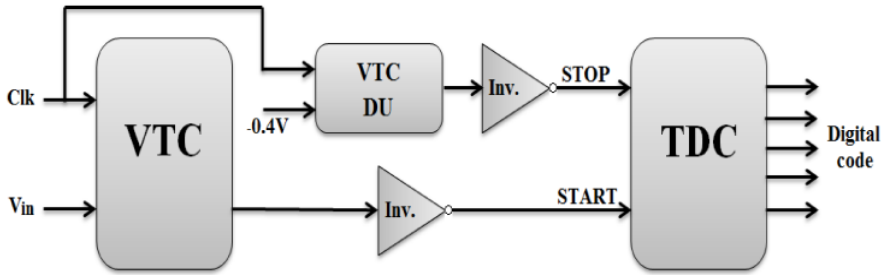 Clk
Vin
VTC
-0.4V
VTC
DU
Inv.
STOP
Inv.
START
TDC
Digital
code